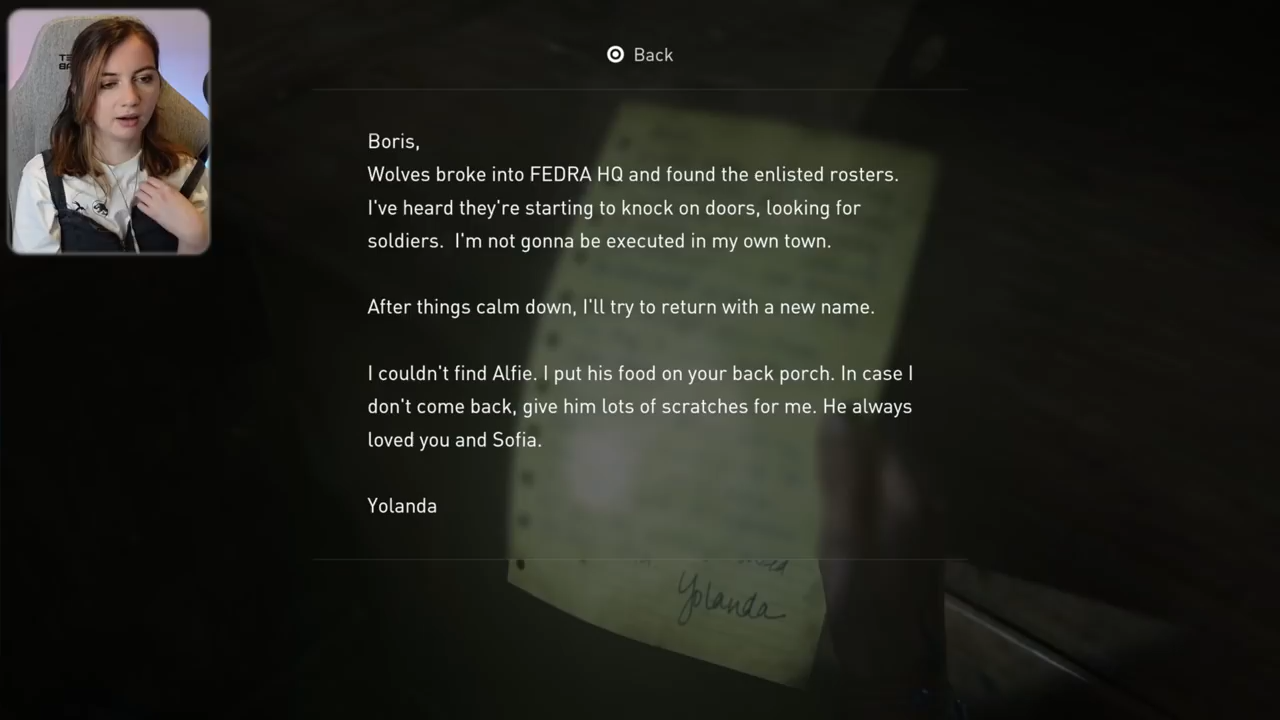 Back
Boris,
Wolves broke into FEDRA HQ and found the enlisted rosters.
I've heard they're starting to knock on doors, looking for
soldiers.  I'm not gonna be executed in my own town.
After things calm down, I'll try to return with a new name.
I couldn't find Alfie. I put his food on your back porch. In case I
don't come back, give him lots of scratches for me. He always
loved you and Sofia.
Yolanda
Yolanda